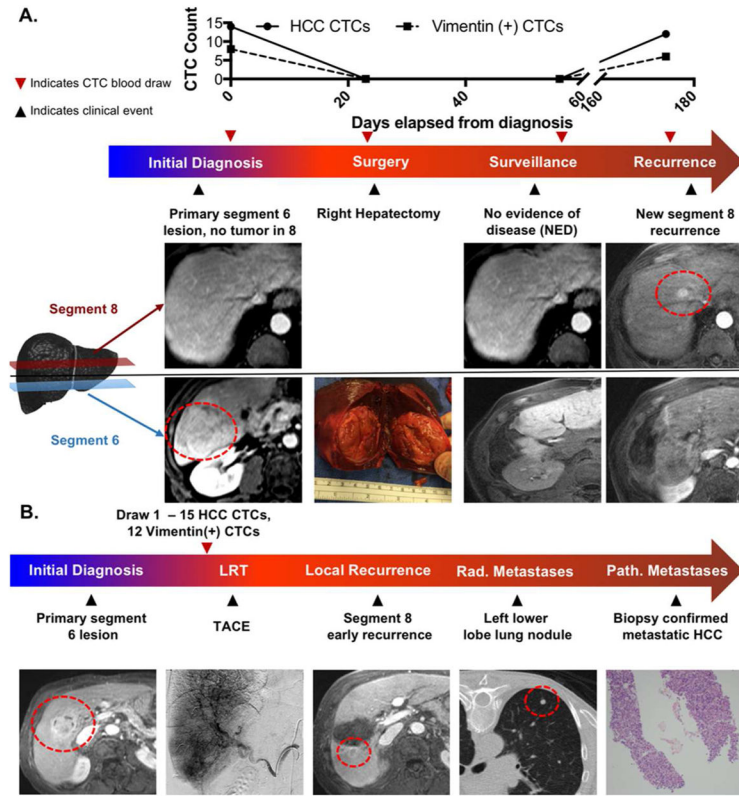 A.
CTC Count
15
10
5
0
HCC CTCs
Vimentin (+) CTCs
0
20
40
60
160
180
Days elapsed from diagnosis
Indicates CTC blood draw
Indicates clinical event
Initial Diagnosis
Surgery
Surveillance
Recurrence
Primary segment 6
lesion, no tumor in 8
Right Hepatectomy
No evidence of
disease (NED)
New segment 8
recurrence
Segment 8
Segment 6
B.
Draw 1 – 15 HCC CTCs,
12 Vimentin(+) CTCs
Initial Diagnosis
LRT
Local Recurrence
Rad. Metastases
Path. Metastases
Primary segment
6 lesion
TACE
Segment 8
early recurrence
Left lower
lobe lung nodule
Biopsy confirmed
metastatic HCC